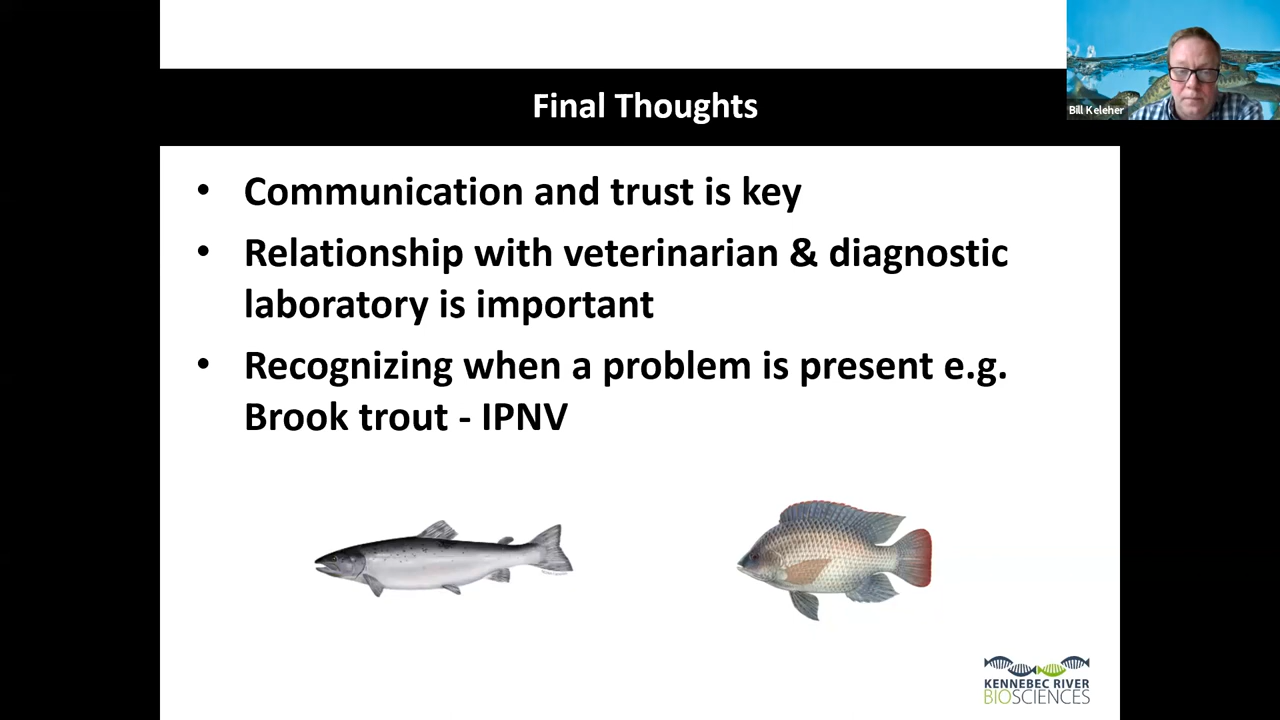 Final Thoughts
Bill Keleher
• Communication and trust is key
• Relationship with veterinarian & diagnostic
laboratory is important
• Recognizing when a problem is present e.g.
Brook trout - IPNV
KENNEBEC RIVER
BIOSCIENCES